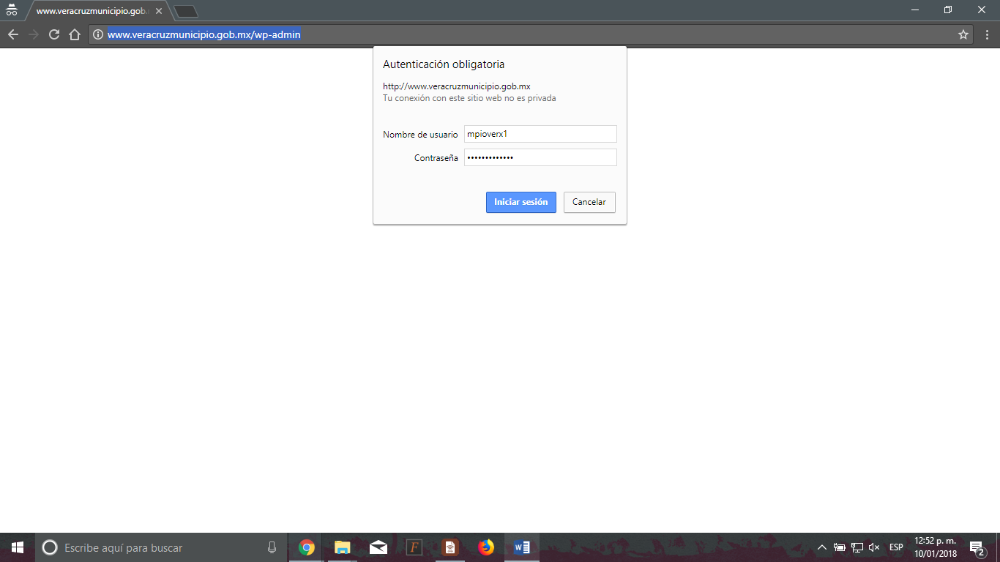 www.veracruzmunicipio.gob.
www.veracruzmunicipio.gob.mx/wp-admin
Autenticación obligatoria
http://www.veracruzmunicipio.gob.mx
Tu conexión con este sitio web no es privada
Nombre de usuario mpioverx1
Contraseña •••••••••••••
Iniciar sesión Cancelar
Escribe aquí para buscar
F
W
ESP
12:52 p. m.
10/01/2018
2